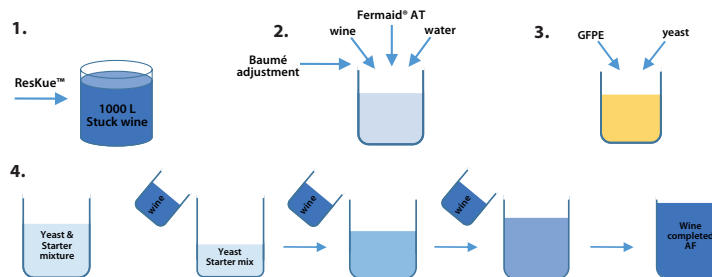 1.
ResKue™
1000 L
Stuck wine
2.
Fermaid® AT
wine
water
Baumé
adjustment
3.
GFPE
yeast
4.
Yeast &
Starter
mixture
wine
Yeast
Starter mix
wine
wine
Wine
completed
AF